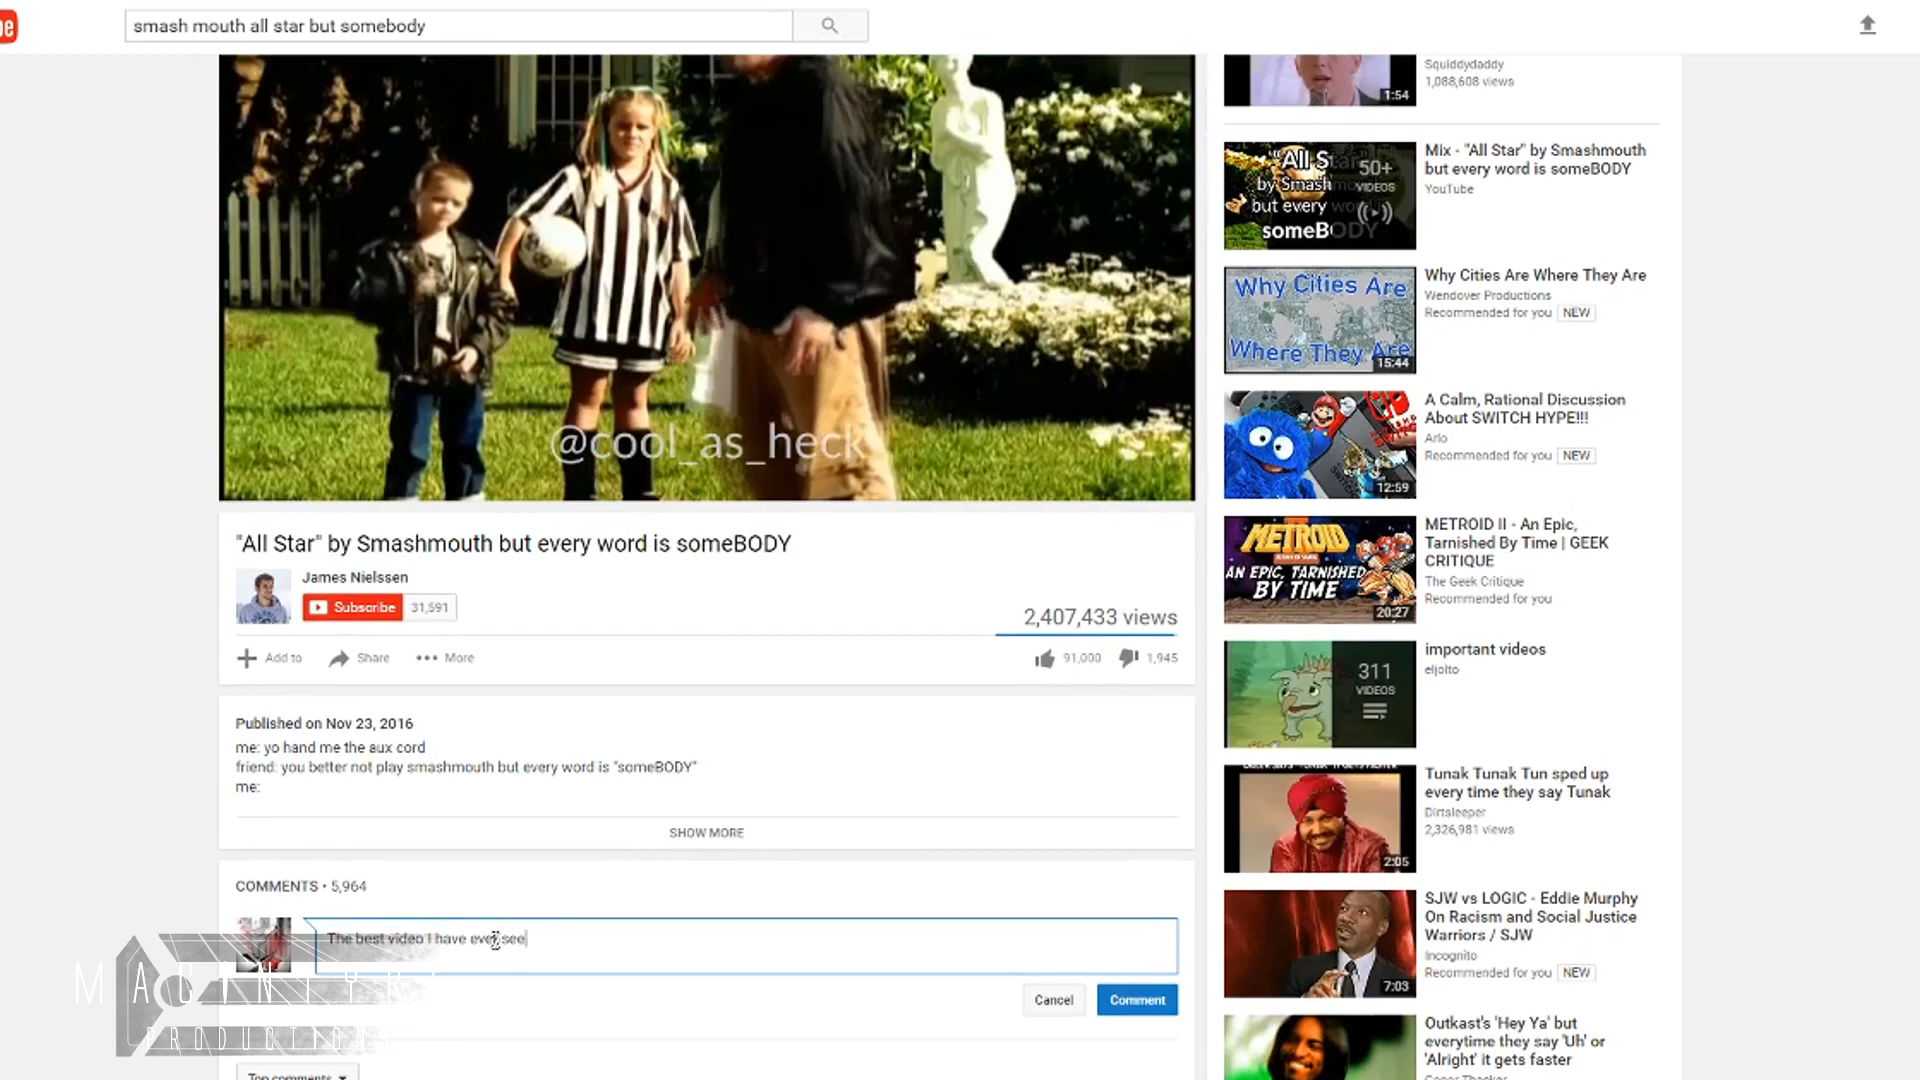 be
smash mouth all star but somebody
@cool_as_heck
"All Star" by Smashmouth but every word is someBODY
James Nielssen
Subscribe 31,591
2,407,433 views
Add to
Share
More
91,000
1,945
Published on Nov 23, 2016
me: yo hand me the aux cord
friend: you better not play smashmouth but every word is "someBODY"
me:
SHOW MORE
COMMENTS • 5,964
The best video I have ever see
Cancel
Comment
Top comments
PRODUCTION
Squiddydaddy
1,088,608 views
1:54
"All Star
by Smashmo
but every word
someBODY
50+
VIDEOS
Mix - "All Star" by Smashmouth
but every word is someBODY
YouTube
Why Cities Are
Where They Are
15:44
Why Cities Are Where They Are
Wendover Productions
Recommended for you NEW
12:59
A Calm, Rational Discussion
About SWITCH HYPE!!!
Arlo
Recommended for you NEW
METROID
AN EPIC, TARNISHED
BY TIME
20:27
METROID II - An Epic,
Tarnished By Time | GEEK
CRITIQUE
The Geek Critique
Recommended for you
311
VIDEOS
important videos
eljolto
2:05
Tunak Tunak Tun sped up
every time they say Tunak
Dirtsleeper
2,326,981 views
7:03
SJW vs LOGIC - Eddie Murphy
On Racism and Social Justice
Warriors / SJW
Incognito
Recommended for you NEW
Outkast's 'Hey Ya' but
everytime they say 'Uh' or
'Alright' it gets faster